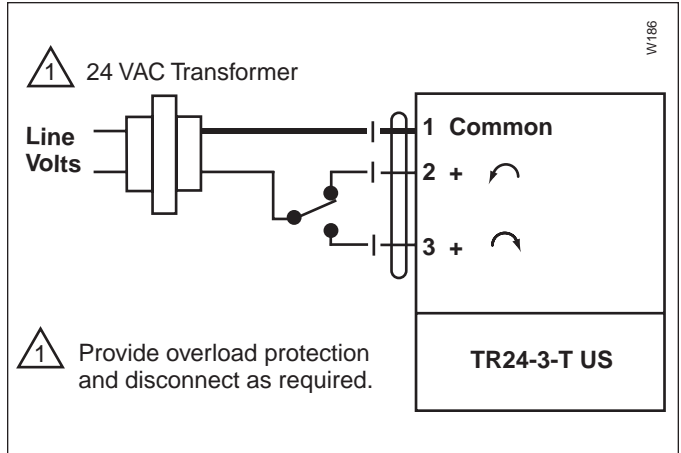 W186
1 24 VAC Transformer
Line
Volts
1 Common
2 +
3 +
1 Provide overload protection
and disconnect as required.
TR24-3-T US